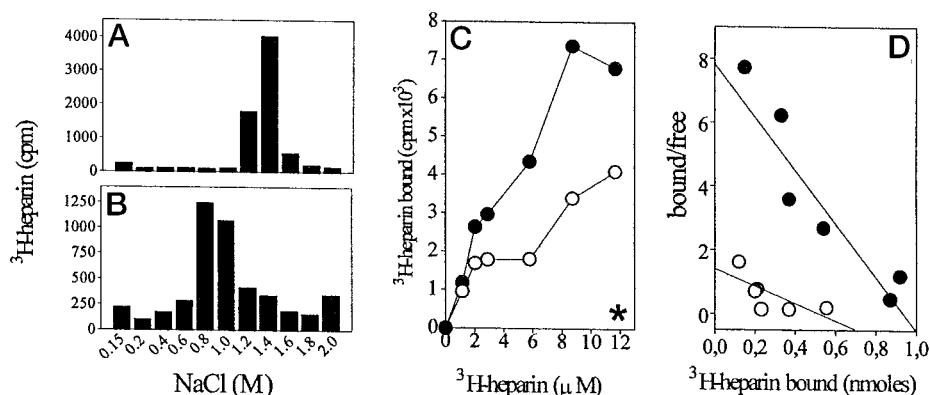 A
4000
3000
2000
1000
0
B
1250
1000
750
500
250
0
³H-heparin (cpm)
0.15 0.2 0.4 0.6 0.8 1.0 1.2 1.4 1.6 1.8 2.0
NaCl (M)
C
8
7
6
5
4
3
2
1
0
³H-heparin bound (cpm x10³)
*
0 2 4 6 8 10 12
³H-heparin (μM)
D
8
6
4
2
0
bound/free
0,0 0,2 0,4 0,6 0,8 1,0
³H-heparin bound (nmoles)